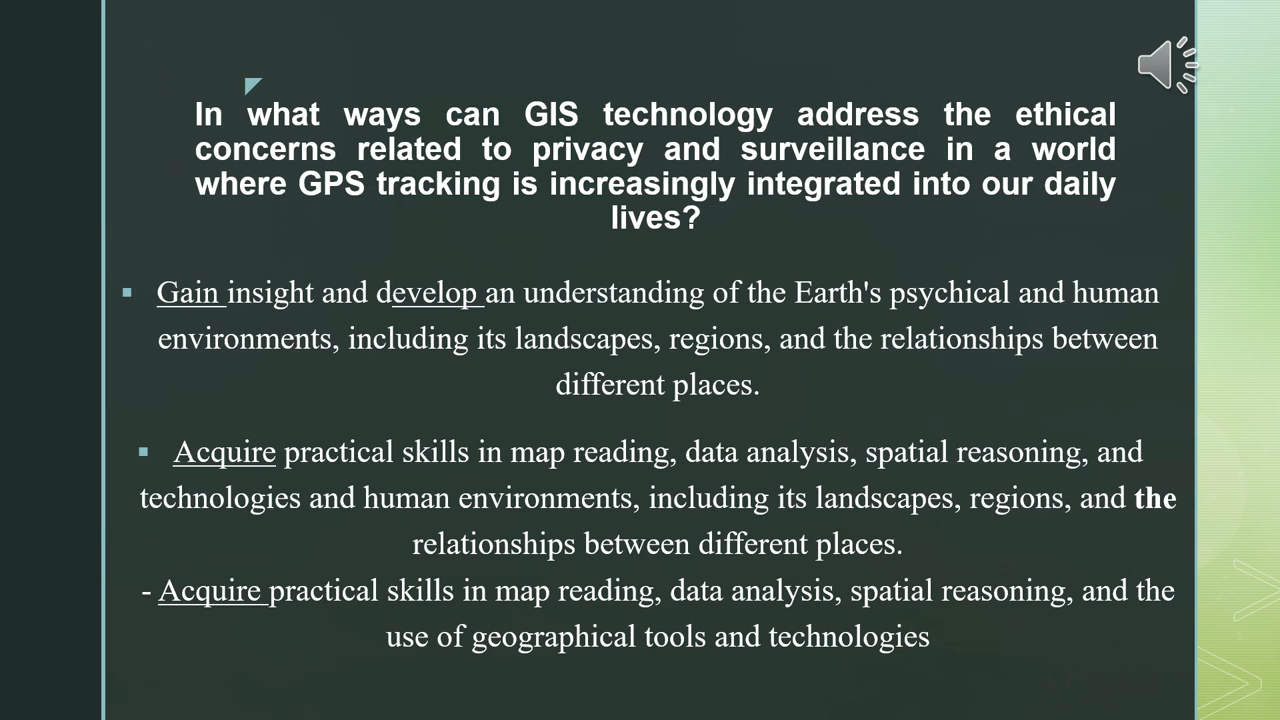 In what ways can GIS technology address the ethical
concerns related to privacy and surveillance in a world
where GPS tracking is increasingly integrated into our daily
lives?
▪ Gain insight and develop an understanding of the Earth's psychical and human
environments, including its landscapes, regions, and the relationships between
different places.
▪ Acquire practical skills in map reading, data analysis, spatial reasoning, and
technologies and human environments, including its landscapes, regions, and the
relationships between different places.
- Acquire practical skills in map reading, data analysis, spatial reasoning, and the
use of geographical tools and technologies